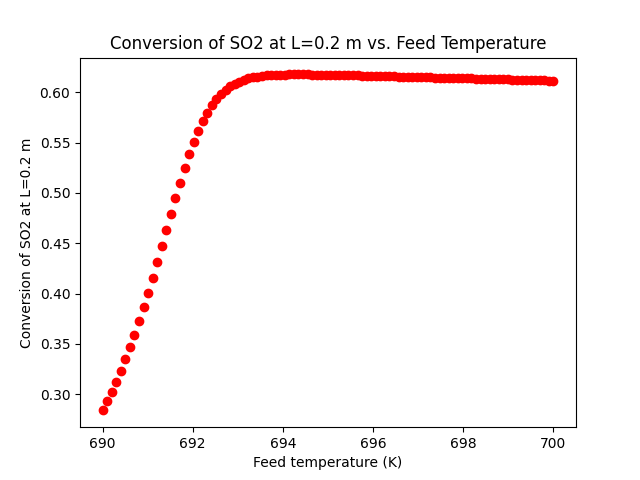 Conversion of SO2 at L=0.2 m vs. Feed Temperature
0.60
0.55
0.50
0.45
0.40
0.35
0.30
Conversion of SO2 at L=0.2 m
690 692 694 696 698 700
Feed temperature (K)